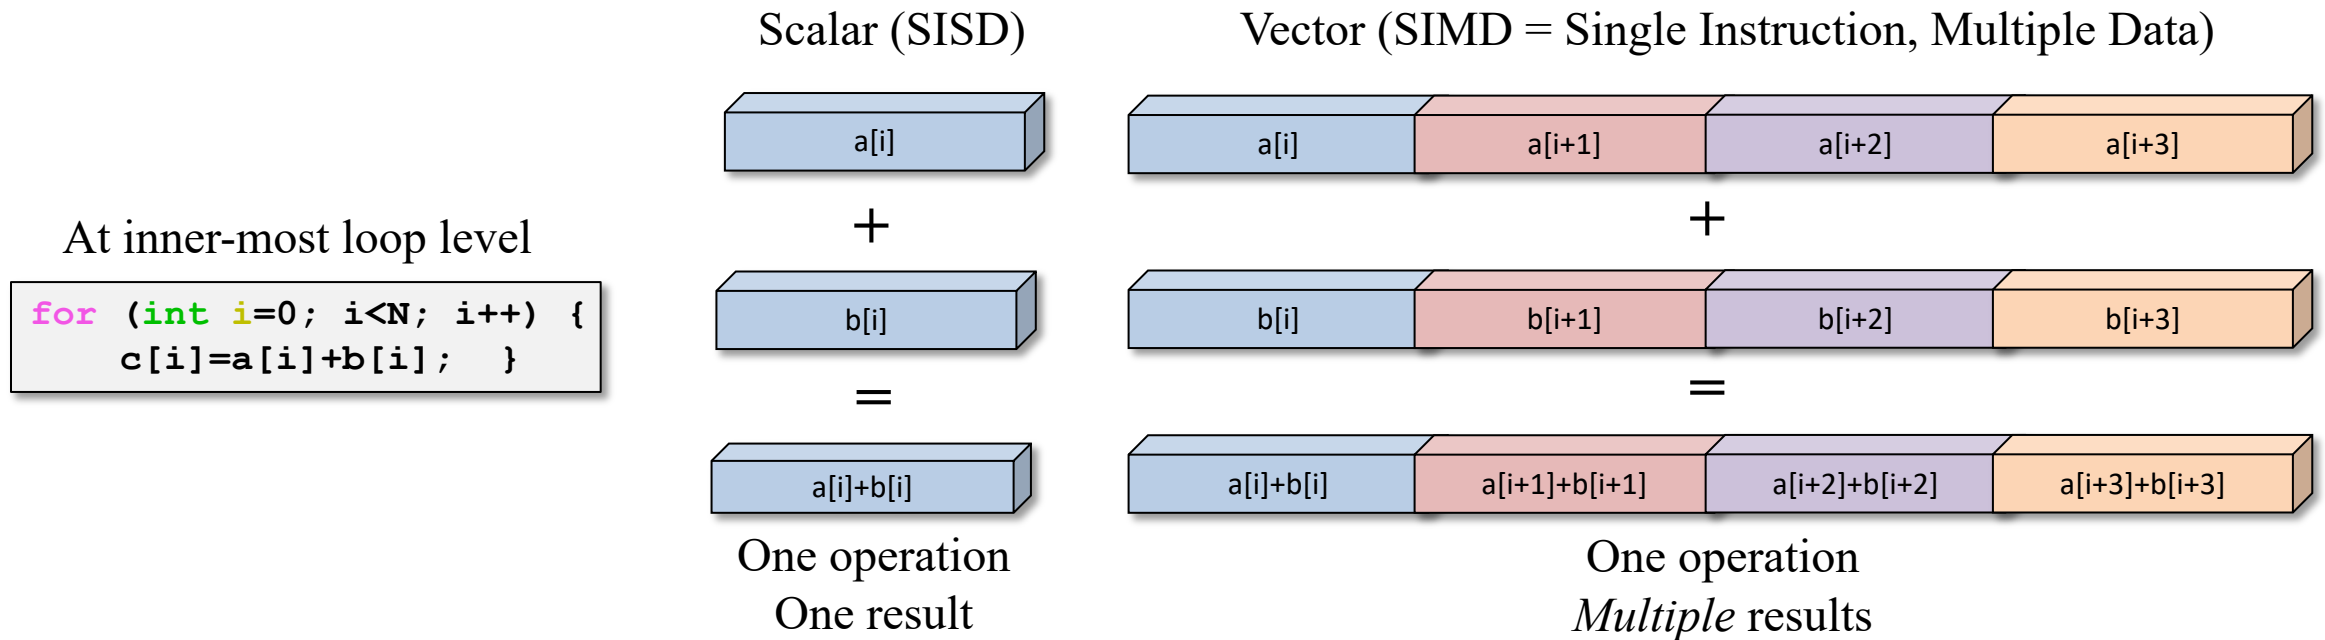 At inner-most loop level
for (int i=0; i<N; i++) {
c[i]=a[i]+b[i]; }
Scalar (SISD)
a[i]
+
b[i]
=
a[i]+b[i]
One operation
One result
Vector (SIMD = Single Instruction, Multiple Data)
a[i] a[i+1] a[i+2] a[i+3]
+
b[i] b[i+1] b[i+2] b[i+3]
=
a[i]+b[i] a[i+1]+b[i+1] a[i+2]+b[i+2] a[i+3]+b[i+3]
One operation
Multiple results